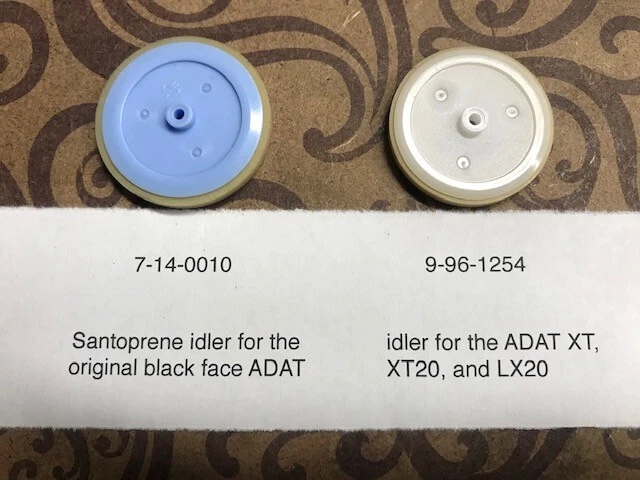 7-14-0010
Santoprene idler for the
original black face ADAT
9-96-1254
idler for the ADAT XT,
XT20, and LX20